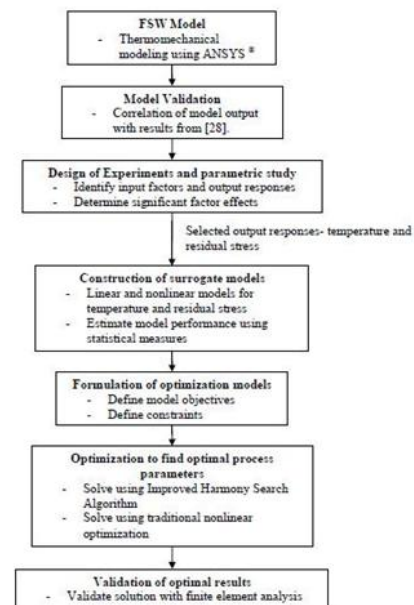 FSW Model
- Thermomechanical
modeling using ANSYS ®
Model Validation
- Correlation of model output
with results from [28].
Design of Experiments and parametric study
- Identify input factors and output responses
- Determine significant factor effects
Selected output responses- temperature and
residual stress
Construction of surrogate models
- Linear and nonlinear models for
temperature and residual stress
- Estimate model performance using
statistical measures
Formulation of optimization models
- Define model objectives
- Define constraints
Optimization to find optimal process
parameters
- Solve using Improved Harmony Search
Algorithm
- Solve using traditional nonlinear
optimization
Validation of optimal results
- Validate solution with finite element analysis